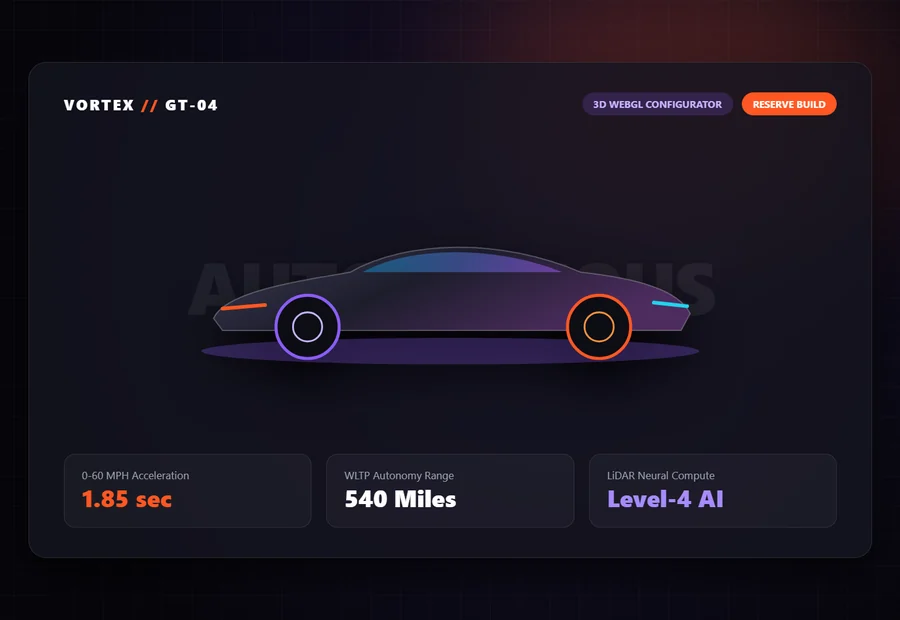 VORTEX // GT-04
3D WEBGL CONFIGURATOR
RESERVE BUILD
0-60 MPH Acceleration
1.85 sec
WLTP Autonomy Range
540 Miles
LiDAR Neural Compute
Level-4 AI